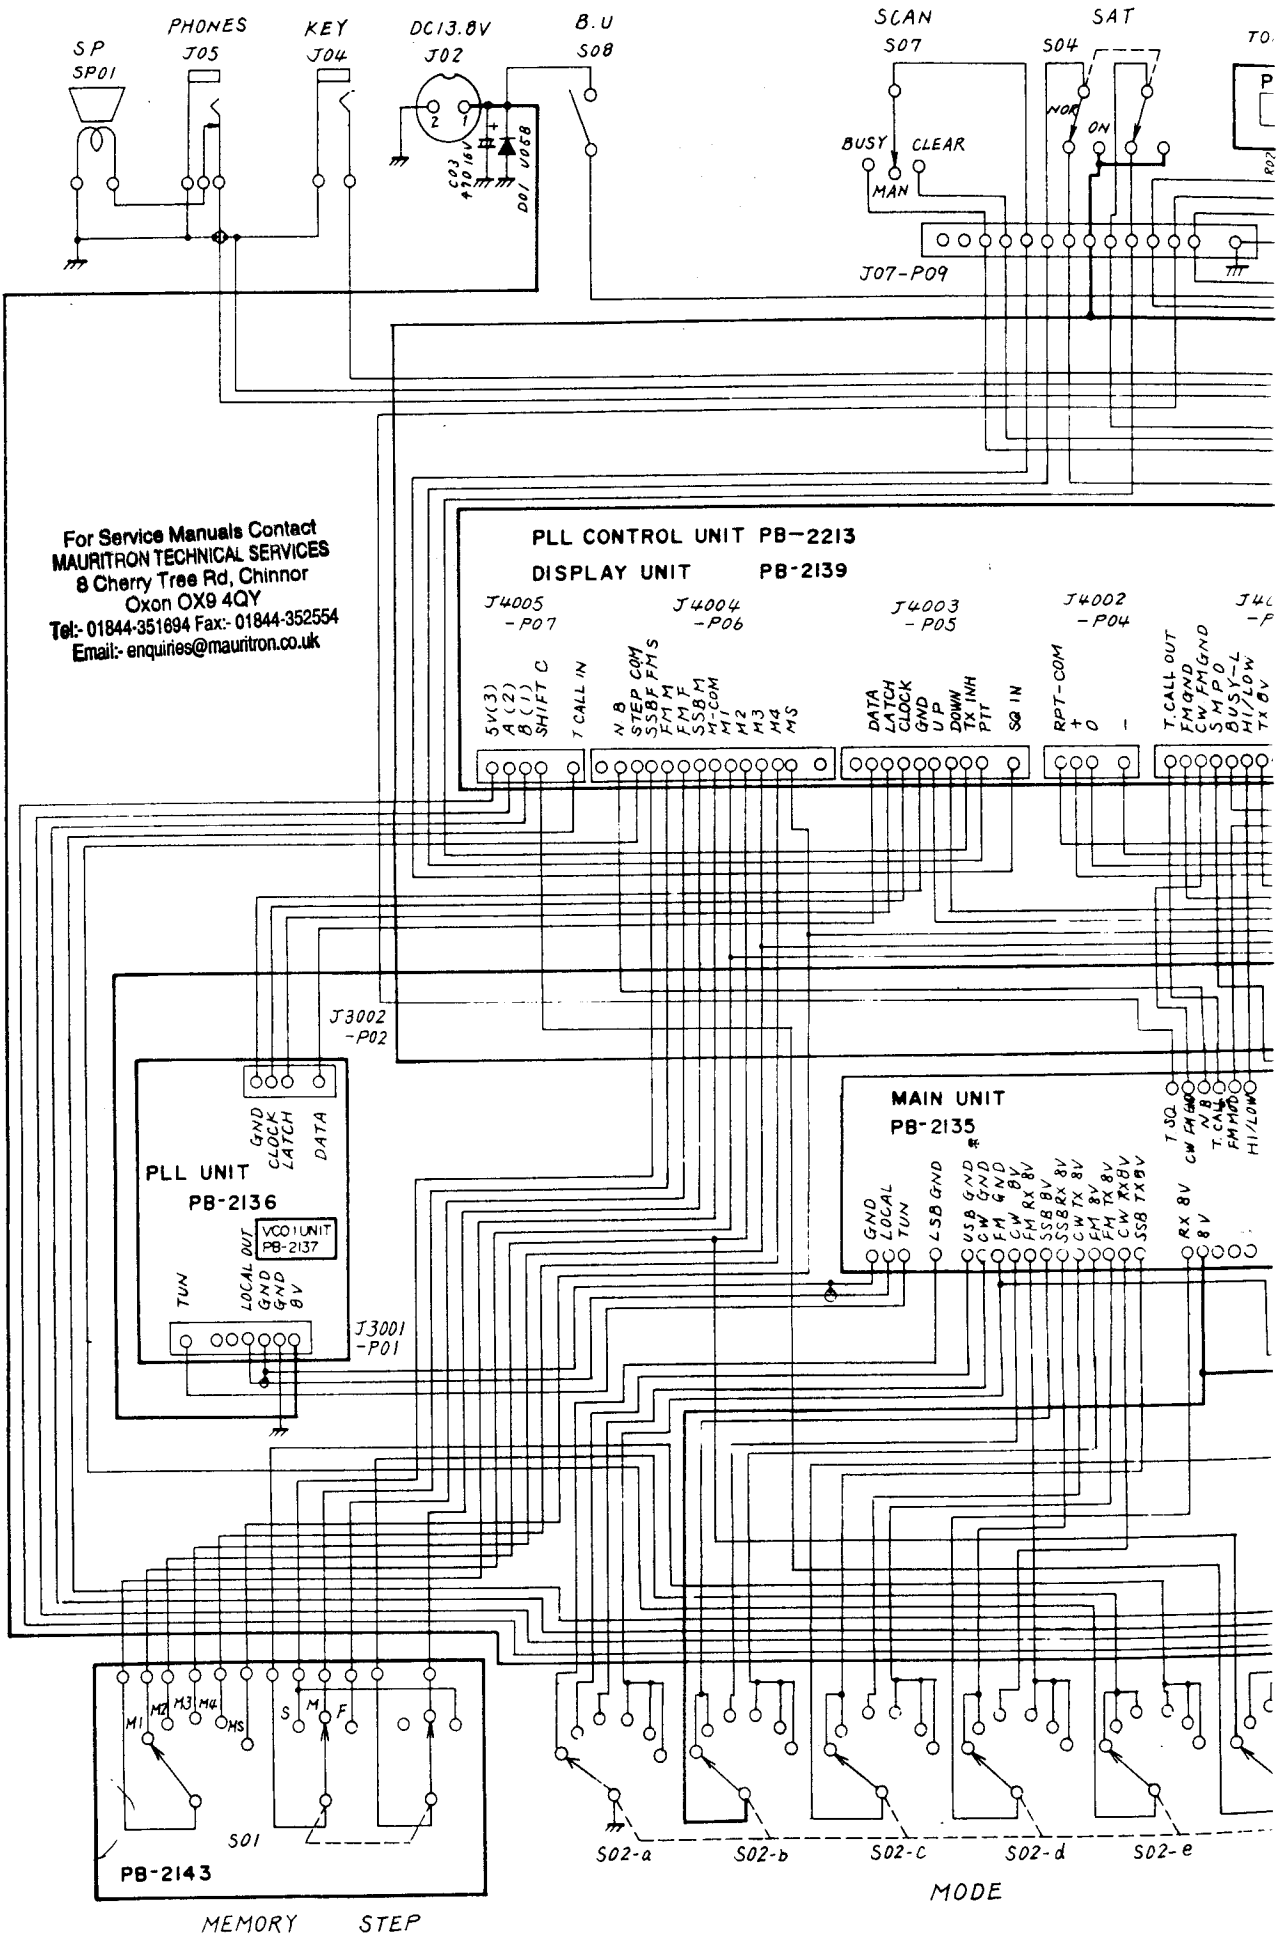 SP
SP01
PHONES
J05
KEY
J04
DC13.8V
J02
2 1
+
C03
470 16V
D01 V06B
B.U
S08
SCAN
S07
BUSY
CLEAR
MAN
SAT
S04
NOR
ON
TO
P
R02
J07-P09
For Service Manuals Contact
MAURITRON TECHNICAL SERVICES
8 Cherry Tree Rd, Chinnor
Oxon OX9 4QY
Tel:- 01844-351694 Fax:- 01844-352554
Email:- enquiries@mauritron.co.uk
PLL CONTROL UNIT PB-2213
DISPLAY UNIT PB-2139
J4005
-P07
J4004
-P06
J4003
-P05
J4002
-P04
J40
-P
5V(3)
A (2)
B (1)
SHIFT C
T CALL IN
N B
STEP COM
SSBF FMS
FM M
FM F
SSB M
M-COM
M1
M2
M3
M4
MS
DATA
LATCH
CLOCK
GND
UP
DOWN
TX INH
PTT
SQ IN
RPT-COM
+
0
-
T.CALL OUT
FM GND
CW FM GND
S M P O
BUSY-L
HI/LOW
TX 8V
J3002
-P02
GND
CLOCK
LATCH
DATA
PLL UNIT
PB-2136
VCO1UNIT
PB-2137
TUN
LOCAL OUT
GND
GND
8V
J3001
-P01
MAIN UNIT
PB-2135
T SQ
CW FM GND
N B
T.CALL
FM MOD
HI/LOW
GND
LOCAL
TUN
LSB GND
USB GND
CW GND
FM GND
CW 8V
FM RX 8V
SSB 8V
SSB RX 8V
CW TX 8V
FM 8V
FM TX 8V
CW RX 8V
SSB TX 8V
RX 8V
8V
M1
M2
M3
M4
MS
S
M
F
S01
PB-2143
MEMORY STEP
S02-a
S02-b
S02-c
S02-d
S02-e
MODE